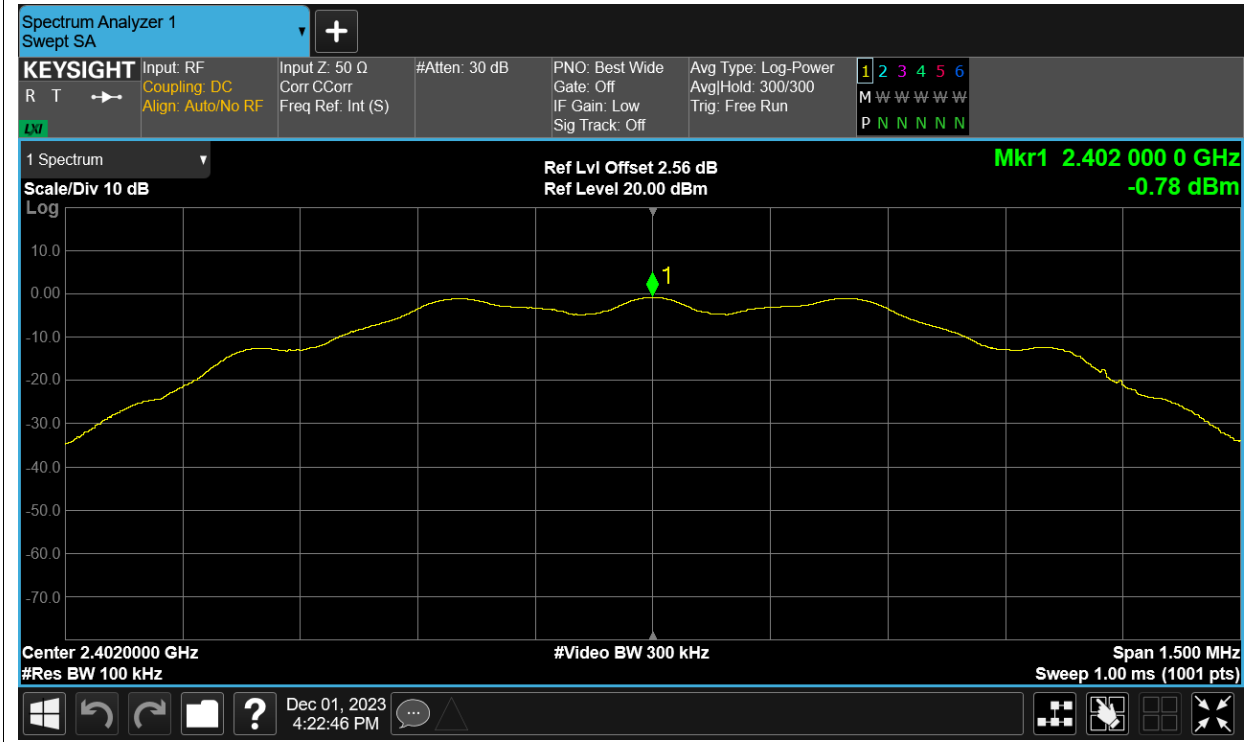 Spectrum Analyzer 1
Swept SA
KEYSIGHT
R T
LXI
Input: RF
Coupling: DC
Align: Auto/No RF
Input Z: 50 Ω
Corr CCorr
Freq Ref: Int (S)
#Atten: 30 dB
PNO: Best Wide
Gate: Off
IF Gain: Low
Sig Track: Off
Avg Type: Log-Power
Avg|Hold: 300/300
Trig: Free Run
1 2 3 4 5 6
M W W W W W
P N N N N N
1 Spectrum
Scale/Div 10 dB
Log
Ref Lvl Offset 2.56 dB
Ref Level 20.00 dBm
Mkr1 2.402 000 0 GHz
-0.78 dBm
10.0
0.00
-10.0
-20.0
-30.0
-40.0
-50.0
-60.0
-70.0
1
Center 2.4020000 GHz
#Res BW 100 kHz
#Video BW 300 kHz
Span 1.500 MHz
Sweep 1.00 ms (1001 pts)
?
Dec 01, 2023
4:22:46 PM